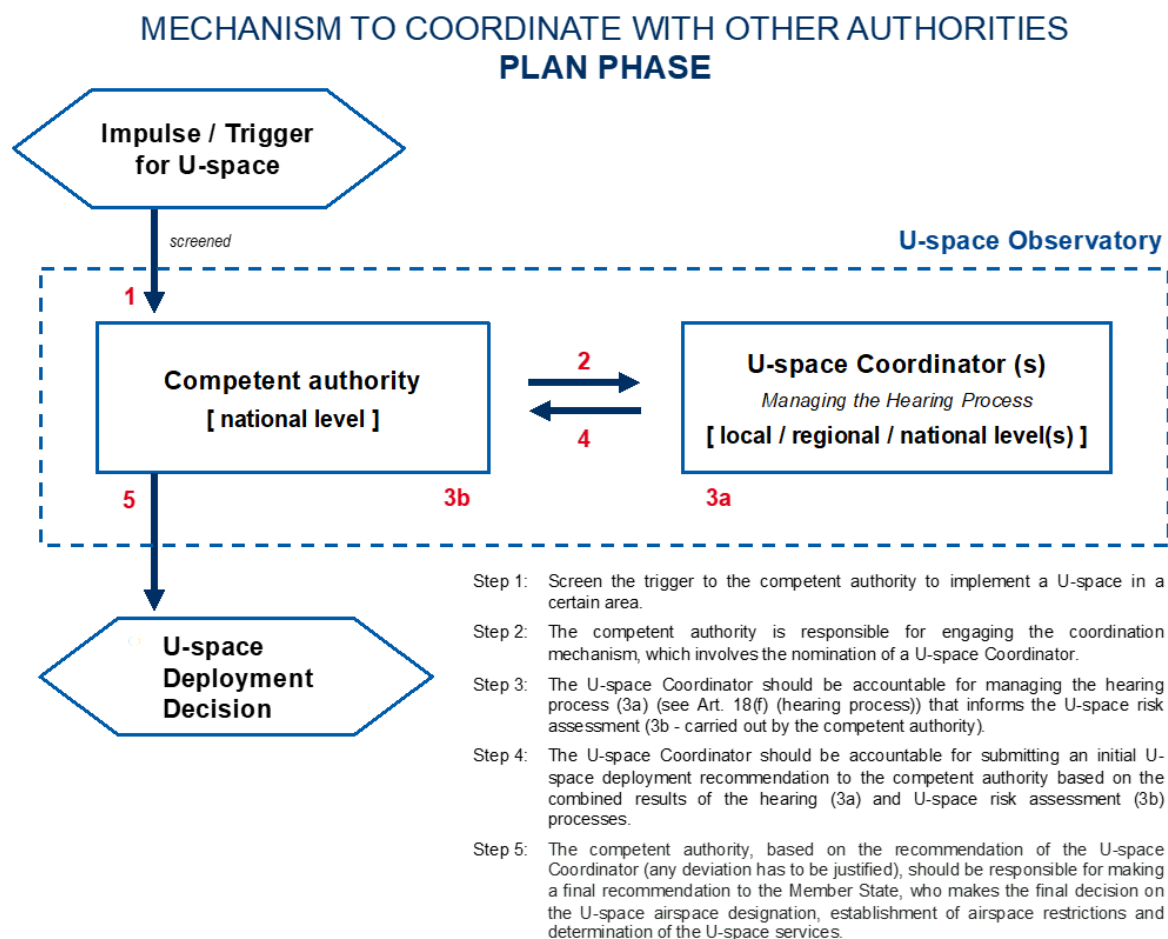 MECHANISM TO COORDINATE WITH OTHER AUTHORITIES
PLAN PHASE
Impulse / Trigger
for U-space
screened
U-space Observatory
1
Competent authority
[ national level ]
2
4
U-space Coordinator (s)
Managing the Hearing Process
[ local / regional / national level(s) ]
5
3b
3a
U-space
Deployment
Decision
Step 1: Screen the trigger to the competent authority to implement a U-space in a
certain area.
Step 2: The competent authority is responsible for engaging the coordination
mechanism, which involves the nomination of a U-space Coordinator.
Step 3: The U-space Coordinator should be accountable for managing the hearing
process (3a) (see Art. 18(f) (hearing process)) that informs the U-space risk
assessment (3b - carried out by the competent authority).
Step 4: The U-space Coordinator should be accountable for submitting an initial U-
space deployment recommendation to the competent authority based on the
combined results of the hearing (3a) and U-space risk assessment (3b)
processes.
Step 5: The competent authority, based on the recommendation of the U-space
Coordinator (any deviation has to be justified), should be responsible for making
a final recommendation to the Member State, who makes the final decision on
the U-space airspace designation, establishment of airspace restrictions and
determination of the U-space services.